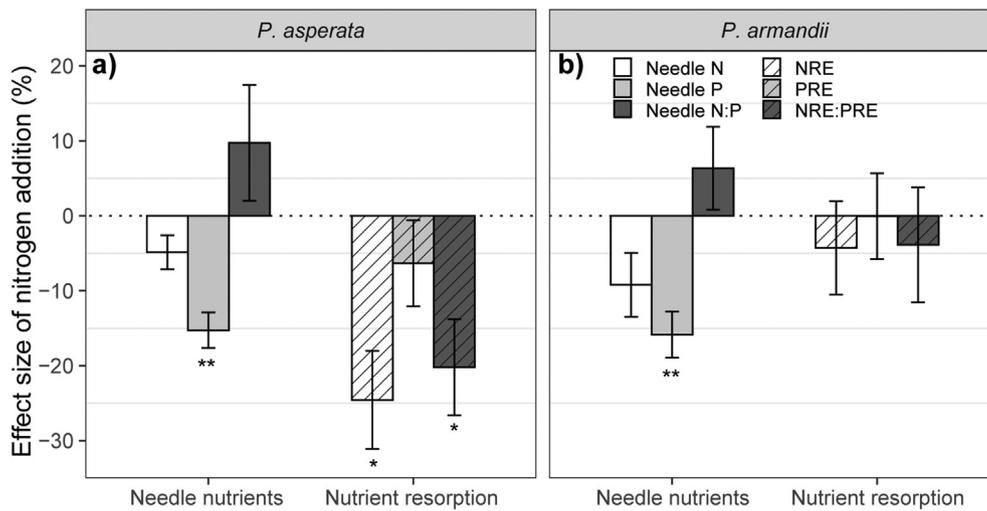 P. asperata
P. armandii
Effect size of nitrogen addition (%)
20
10
0
−10
−20
−30
a)
**
*
*
b)
Needle N
Needle P
Needle N:P
NRE
PRE
NRE:PRE
**
Needle nutrients
Nutrient resorption
Needle nutrients
Nutrient resorption